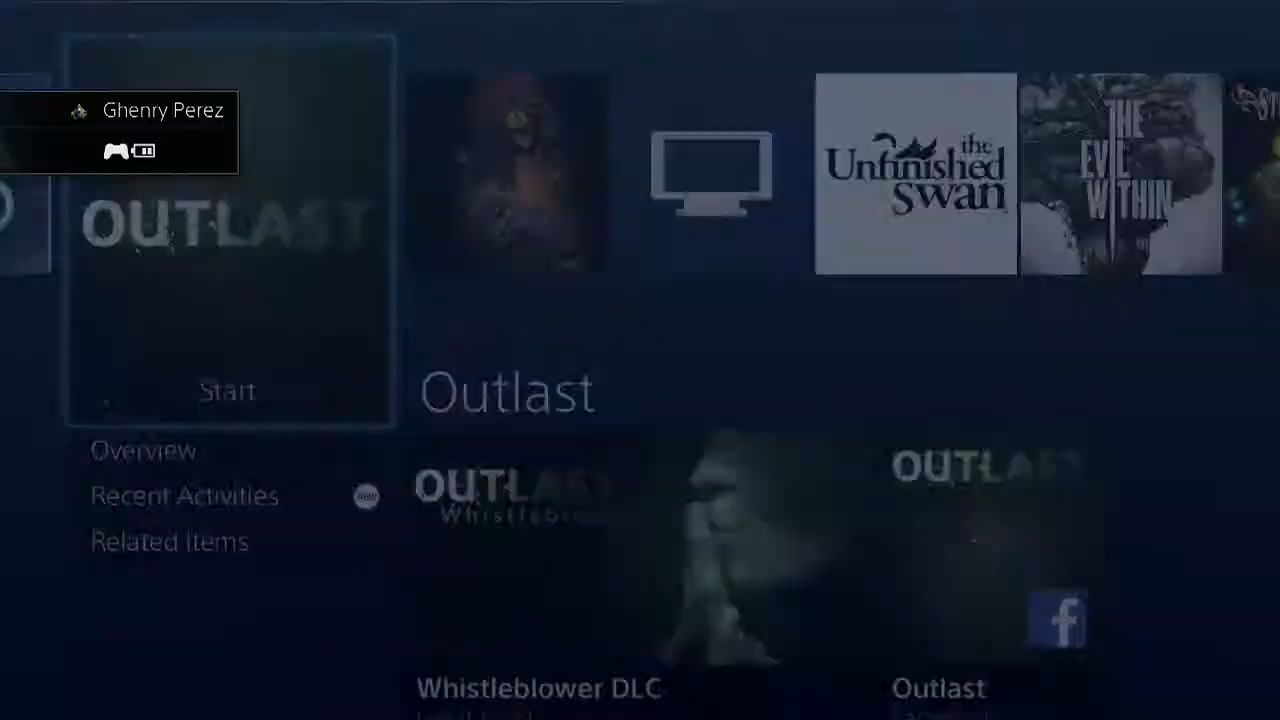 Ghenry Perez
OUTLAST
the
Unfinished
swan
THE
EVIL
WITHIN
Start
Outlast
Overview
Recent Activities
Related Items
OUTLAST
OUTLAST
f
Whistleblower DLC
Outlast